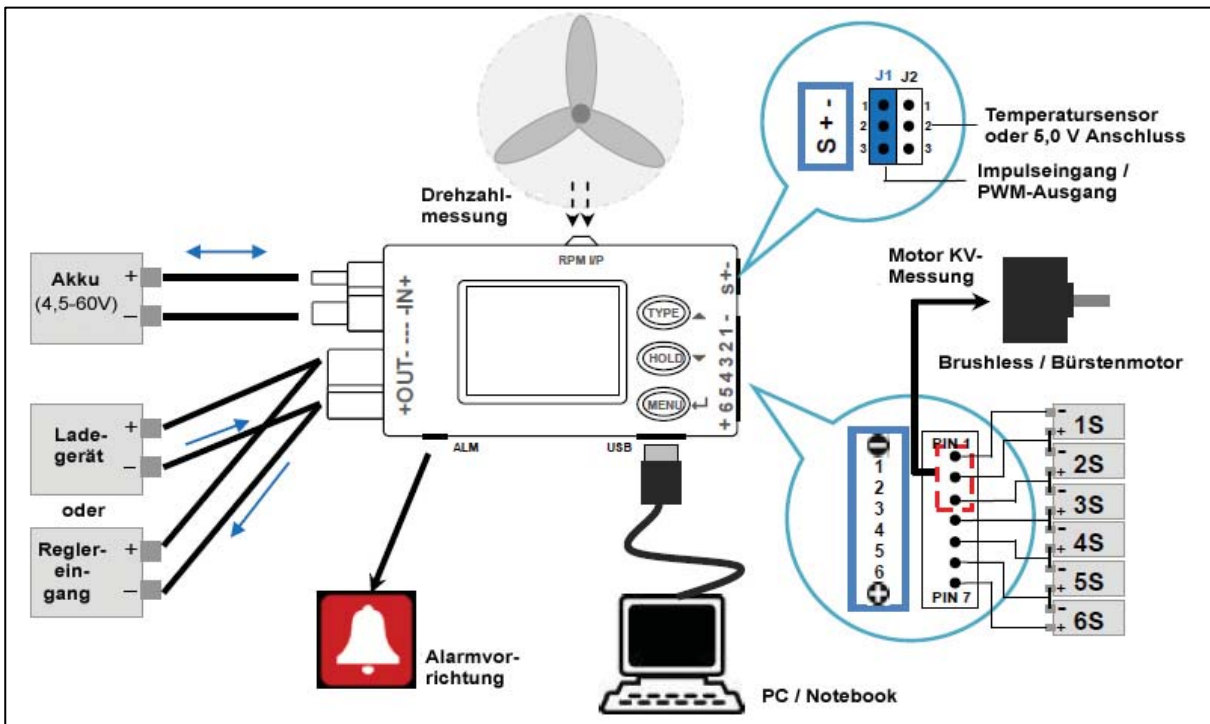 J1 J2
S + -
1
2
3
1
2
3
Temperatursensor
oder 5,0 V Anschluss
Impulseingang /
PWM-Ausgang
Drehzahl-
messung
RPM I/P
S+-
Akku
(4,5-60V)
+
–
+OUT- --- -IN+
TYPE
HOLD
MENU
+654321-
Motor KV-
Messung
Brushless / Bürstenmotor
Lade-
gerät
+
–
oder
Regler-
ein-
gang
+
–
ALM
USB
1
2
3
4
5
6
PIN 1
PIN 7
- + 1S
- + 2S
- + 3S
- + 4S
- + 5S
- + 6S
Alarmvor-
richtung
PC / Notebook